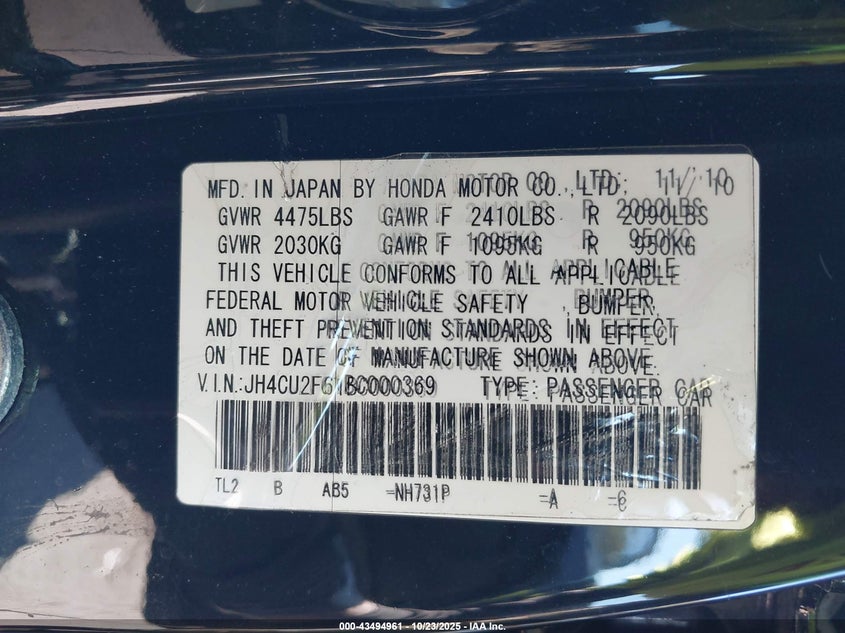 MFD. IN JAPAN BY HONDA MOTOR CO., LTD. 11/10
GVWR 4475LBS GAWR F 2410LBS R 2090LBS
GVWR 2030KG GAWR F 1095KG R 950KG
THIS VEHICLE CONFORMS TO ALL APPLICABLE
FEDERAL MOTOR VEHICLE SAFETY , BUMPER,
AND THEFT PREVENTION STANDARDS IN EFFECT
ON THE DATE OF MANUFACTURE SHOWN ABOVE.
V.I.N.:JH4CU2F61BC000369 TYPE: PASSENGER CAR
TL2 B AB5 NH731P A 6
000-43494961 - 10/23/2025 - IAA Inc.